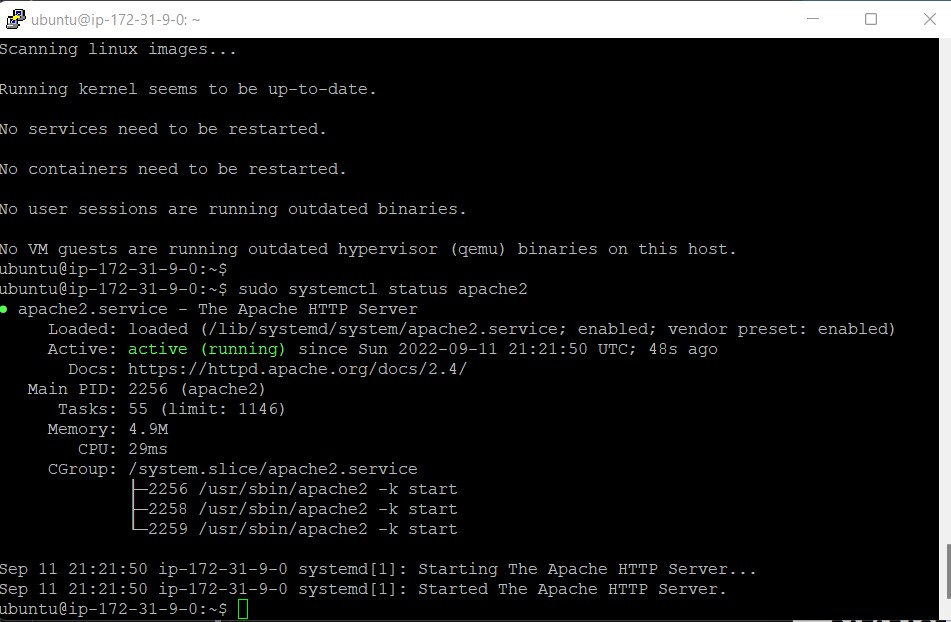 ubuntu@ip-172-31-9-0: ~
Scanning linux images...
Running kernel seems to be up-to-date.
No services need to be restarted.
No containers need to be restarted.
No user sessions are running outdated binaries.
No VM guests are running outdated hypervisor (qemu) binaries on this host.
ubuntu@ip-172-31-9-0:~$
ubuntu@ip-172-31-9-0:~$ sudo systemctl status apache2
● apache2.service - The Apache HTTP Server
Loaded: loaded (/lib/systemd/system/apache2.service; enabled; vendor preset: enabled)
Active: active (running) since Sun 2022-09-11 21:21:50 UTC; 48s ago
Docs: https://httpd.apache.org/docs/2.4/
Main PID: 2256 (apache2)
Tasks: 55 (limit: 1146)
Memory: 4.9M
CPU: 29ms
CGroup: /system.slice/apache2.service
├─2256 /usr/sbin/apache2 -k start
├─2258 /usr/sbin/apache2 -k start
└─2259 /usr/sbin/apache2 -k start
Sep 11 21:21:50 ip-172-31-9-0 systemd[1]: Starting The Apache HTTP Server...
Sep 11 21:21:50 ip-172-31-9-0 systemd[1]: Started The Apache HTTP Server.
ubuntu@ip-172-31-9-0:~$